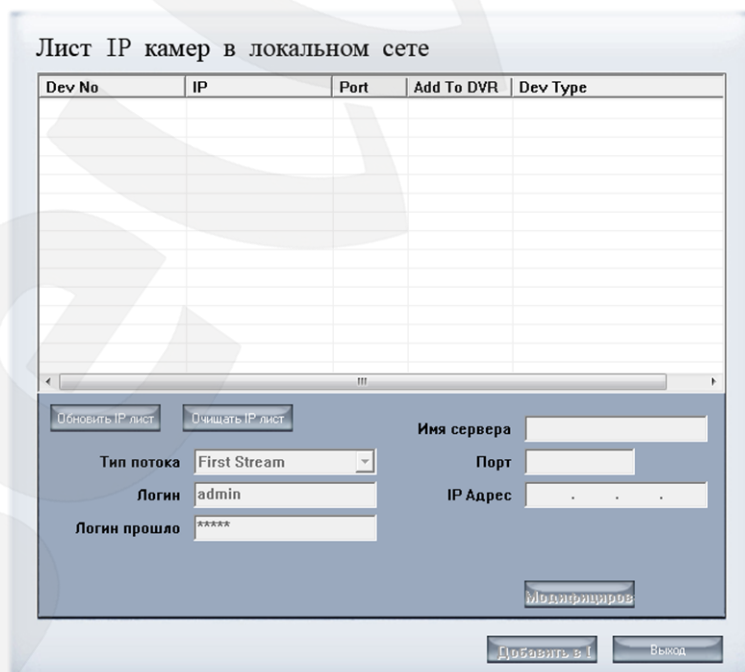 Лист IP камер в локальном сете
Dev No IP Port Add To DVR Dev Type
Обновить IP лист Очищать IP лист
Имя сервера
Тип потока First Stream Порт
Логин admin IP Адрес . . .
Логин прошло *****
Модифициров
Добавить в I Выход